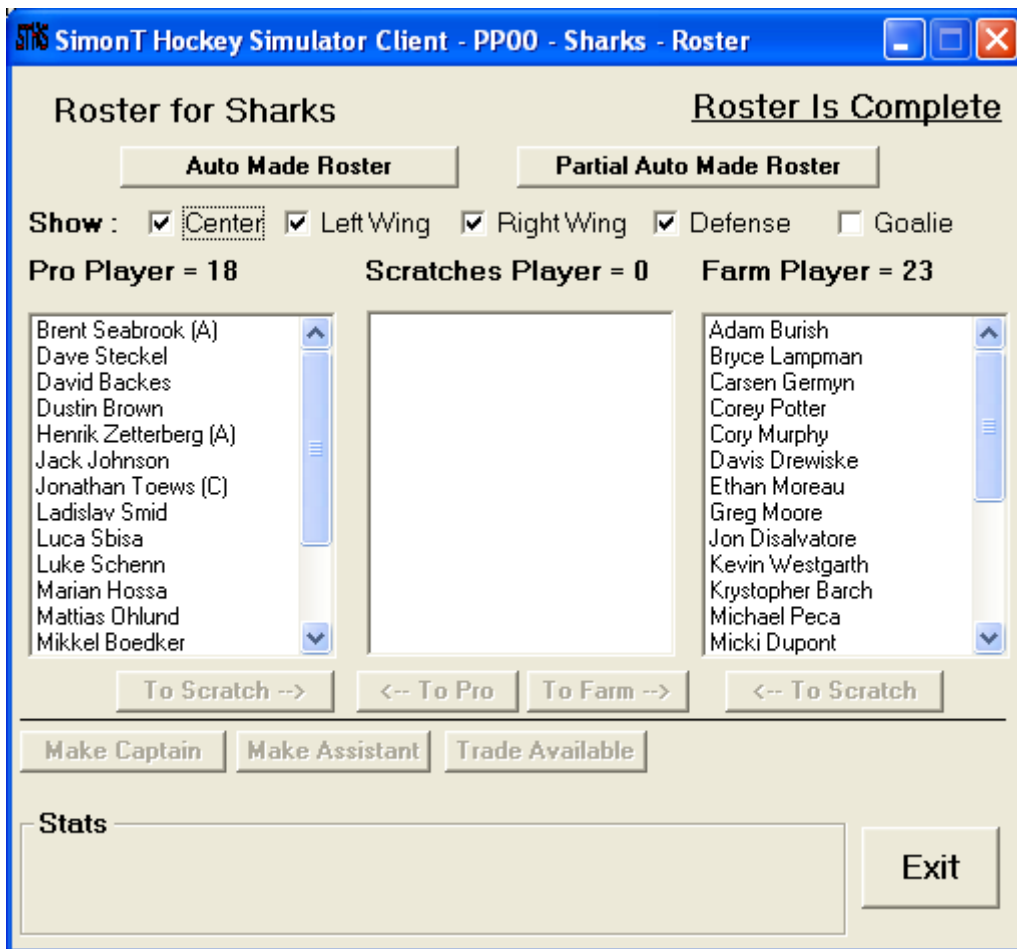 STHS SimonT Hockey Simulator Client - PP00 - Sharks - Roster
Roster for Sharks
Roster Is Complete
Auto Made Roster
Partial Auto Made Roster
Show : Center Left Wing Right Wing Defense Goalie
Pro Player = 18
Scratches Player = 0
Farm Player = 23
Brent Seabrook (A)
Dave Steckel
David Backes
Dustin Brown
Henrik Zetterberg (A)
Jack Johnson
Jonathan Toews (C)
Ladislav Smid
Luca Sbisa
Luke Schenn
Marian Hossa
Mattias Ohlund
Mikkel Boedker
Adam Burish
Bryce Lampman
Carsen Germyn
Corey Potter
Cory Murphy
Davis Drewiske
Ethan Moreau
Greg Moore
Jon Disalvatore
Kevin Westgarth
Krystopher Barch
Michael Peca
Micki Dupont
To Scratch -->
<-- To Pro
To Farm -->
<-- To Scratch
Make Captain
Make Assistant
Trade Available
Stats
Exit